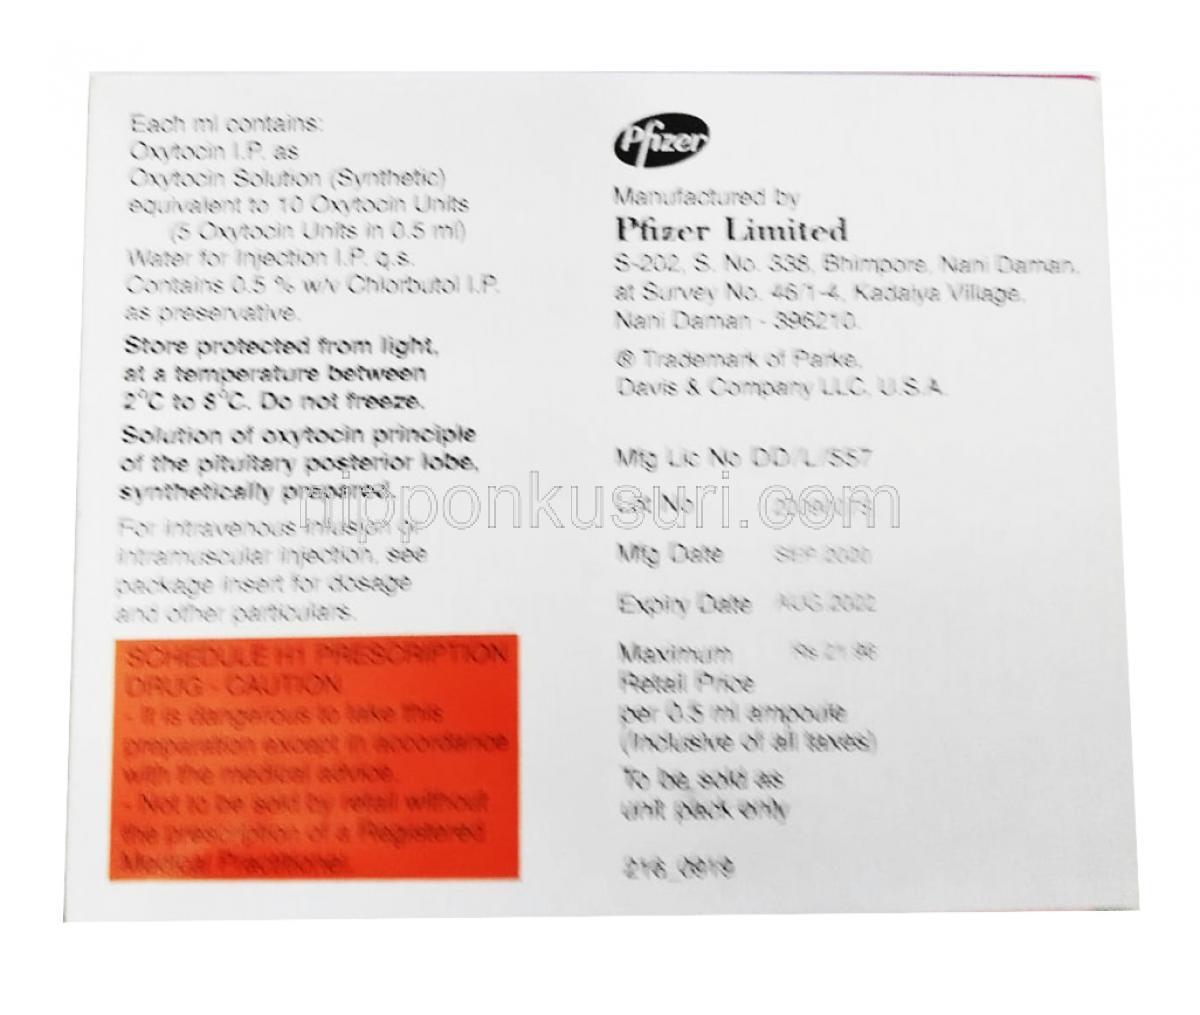 Each ml contains:
Oxytocin I.P. as
Oxytocin Solution (Synthetic)
equivalent to 10 Oxytocin Units
(5 Oxytocin Units in 0.5 ml)
Water for Injection I.P. q.s.
Contains 0.5 % w/v Chlorbutol I.P.
as preservative.
Store protected from light,
at a temperature between
2°C to 8°C. Do not freeze.
Solution of oxytocin principle
of the pituitary posterior lobe,
synthetically prepared.
For intravenous infusion or
intramuscular injection, see
package insert for dosage
and other particulars.
SCHEDULE H1 PRESCRIPTION
DRUG - CAUTION
- It is dangerous to take this
preparation except in accordance
with the medical advice.
- Not to be sold by retail without
the prescription of a Registered
Medical Practitioner.
Pfizer
Manufactured by
Pfizer Limited
S-202, S. No. 338, Bhimpore, Nani Daman,
at Survey No. 46/1-4, Kadaiya Village,
Nani Daman - 396210.
® Trademark of Parke,
Davis & Company LLC, U.S.A.
Mfg Lic No DD/L/
Lot No
Mfg Date SEP 2020
Expiry Date AUG 2022
Maximum Rs
Retail Price
per 0.5 ml ampoule
(Inclusive of all taxes)
To be sold as
unit pack only
nipponkusuri.com